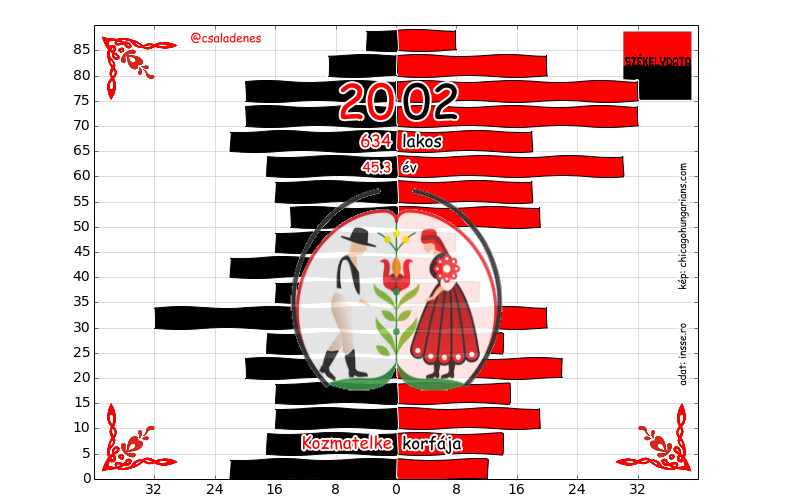 @csaladenes
SZÉKELYDATA
2002
634 lakos
45.3 év
kép: chicagohungarians.com
adat: insse.ro
Kozmatelke korfája
85
80
75
70
65
60
55
50
45
40
35
30
25
20
15
10
5
0
32 24 16 8 0 8 16 24 32